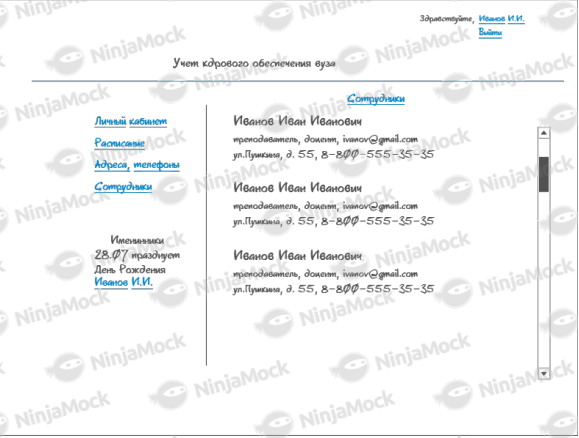 Здравствуйте, Иванов И.И.
Выйти
Учет кдрового обеспечения вуза
Сотрудники
Личный кабинет
Расписание
Адреса, телефоны
Сотрудники
Именинники
28.07 празднует
День Рождения
Иванов И.И.
Иванов Иван Иванович
преподаватель, доцент, ivanov@gmail.com
ул.Пушкина, д. 55, 8-800-555-35-35
Иванов Иван Иванович
преподаватель, доцент, ivanov@gmail.com
ул.Пушкина, д. 55, 8-800-555-35-35
Иванов Иван Иванович
преподаватель, доцент, ivanov@gmail.com
ул.Пушкина, д. 55, 8-800-555-35-35
NinjaMock